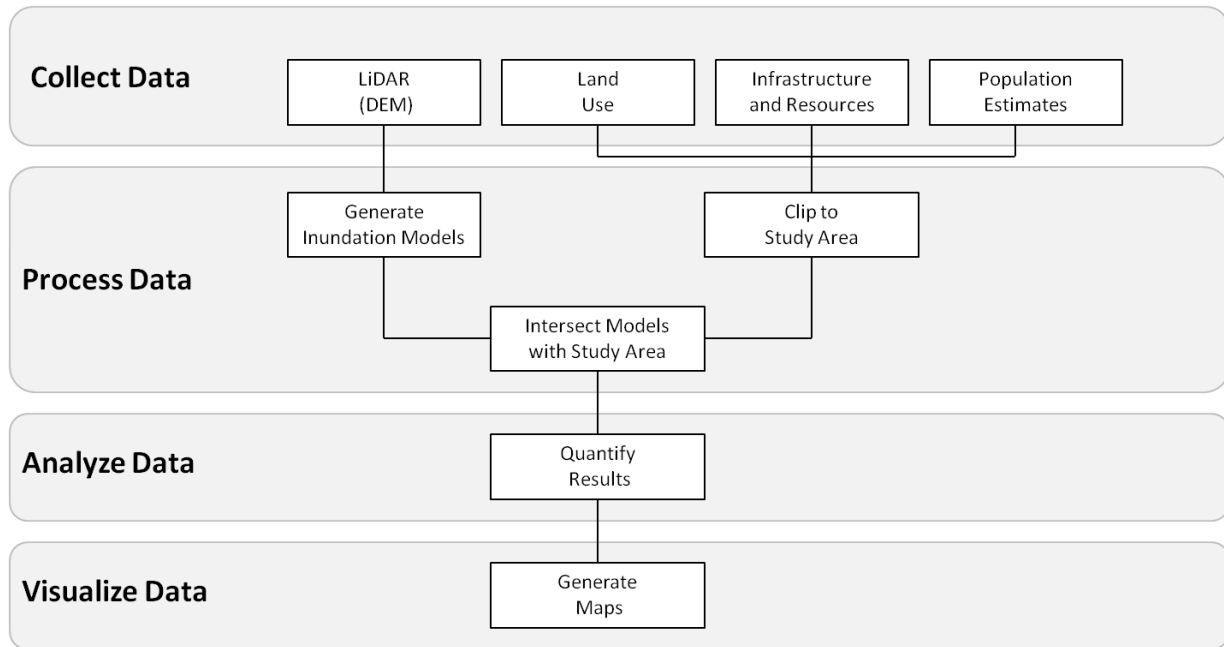 Collect Data
LiDAR
(DEM)
Land
Use
Infrastructure
and Resources
Population
Estimates
Process Data
Generate
Inundation Models
Clip to
Study Area
Intersect Models
with Study Area
Analyze Data
Quantify
Results
Visualize Data
Generate
Maps